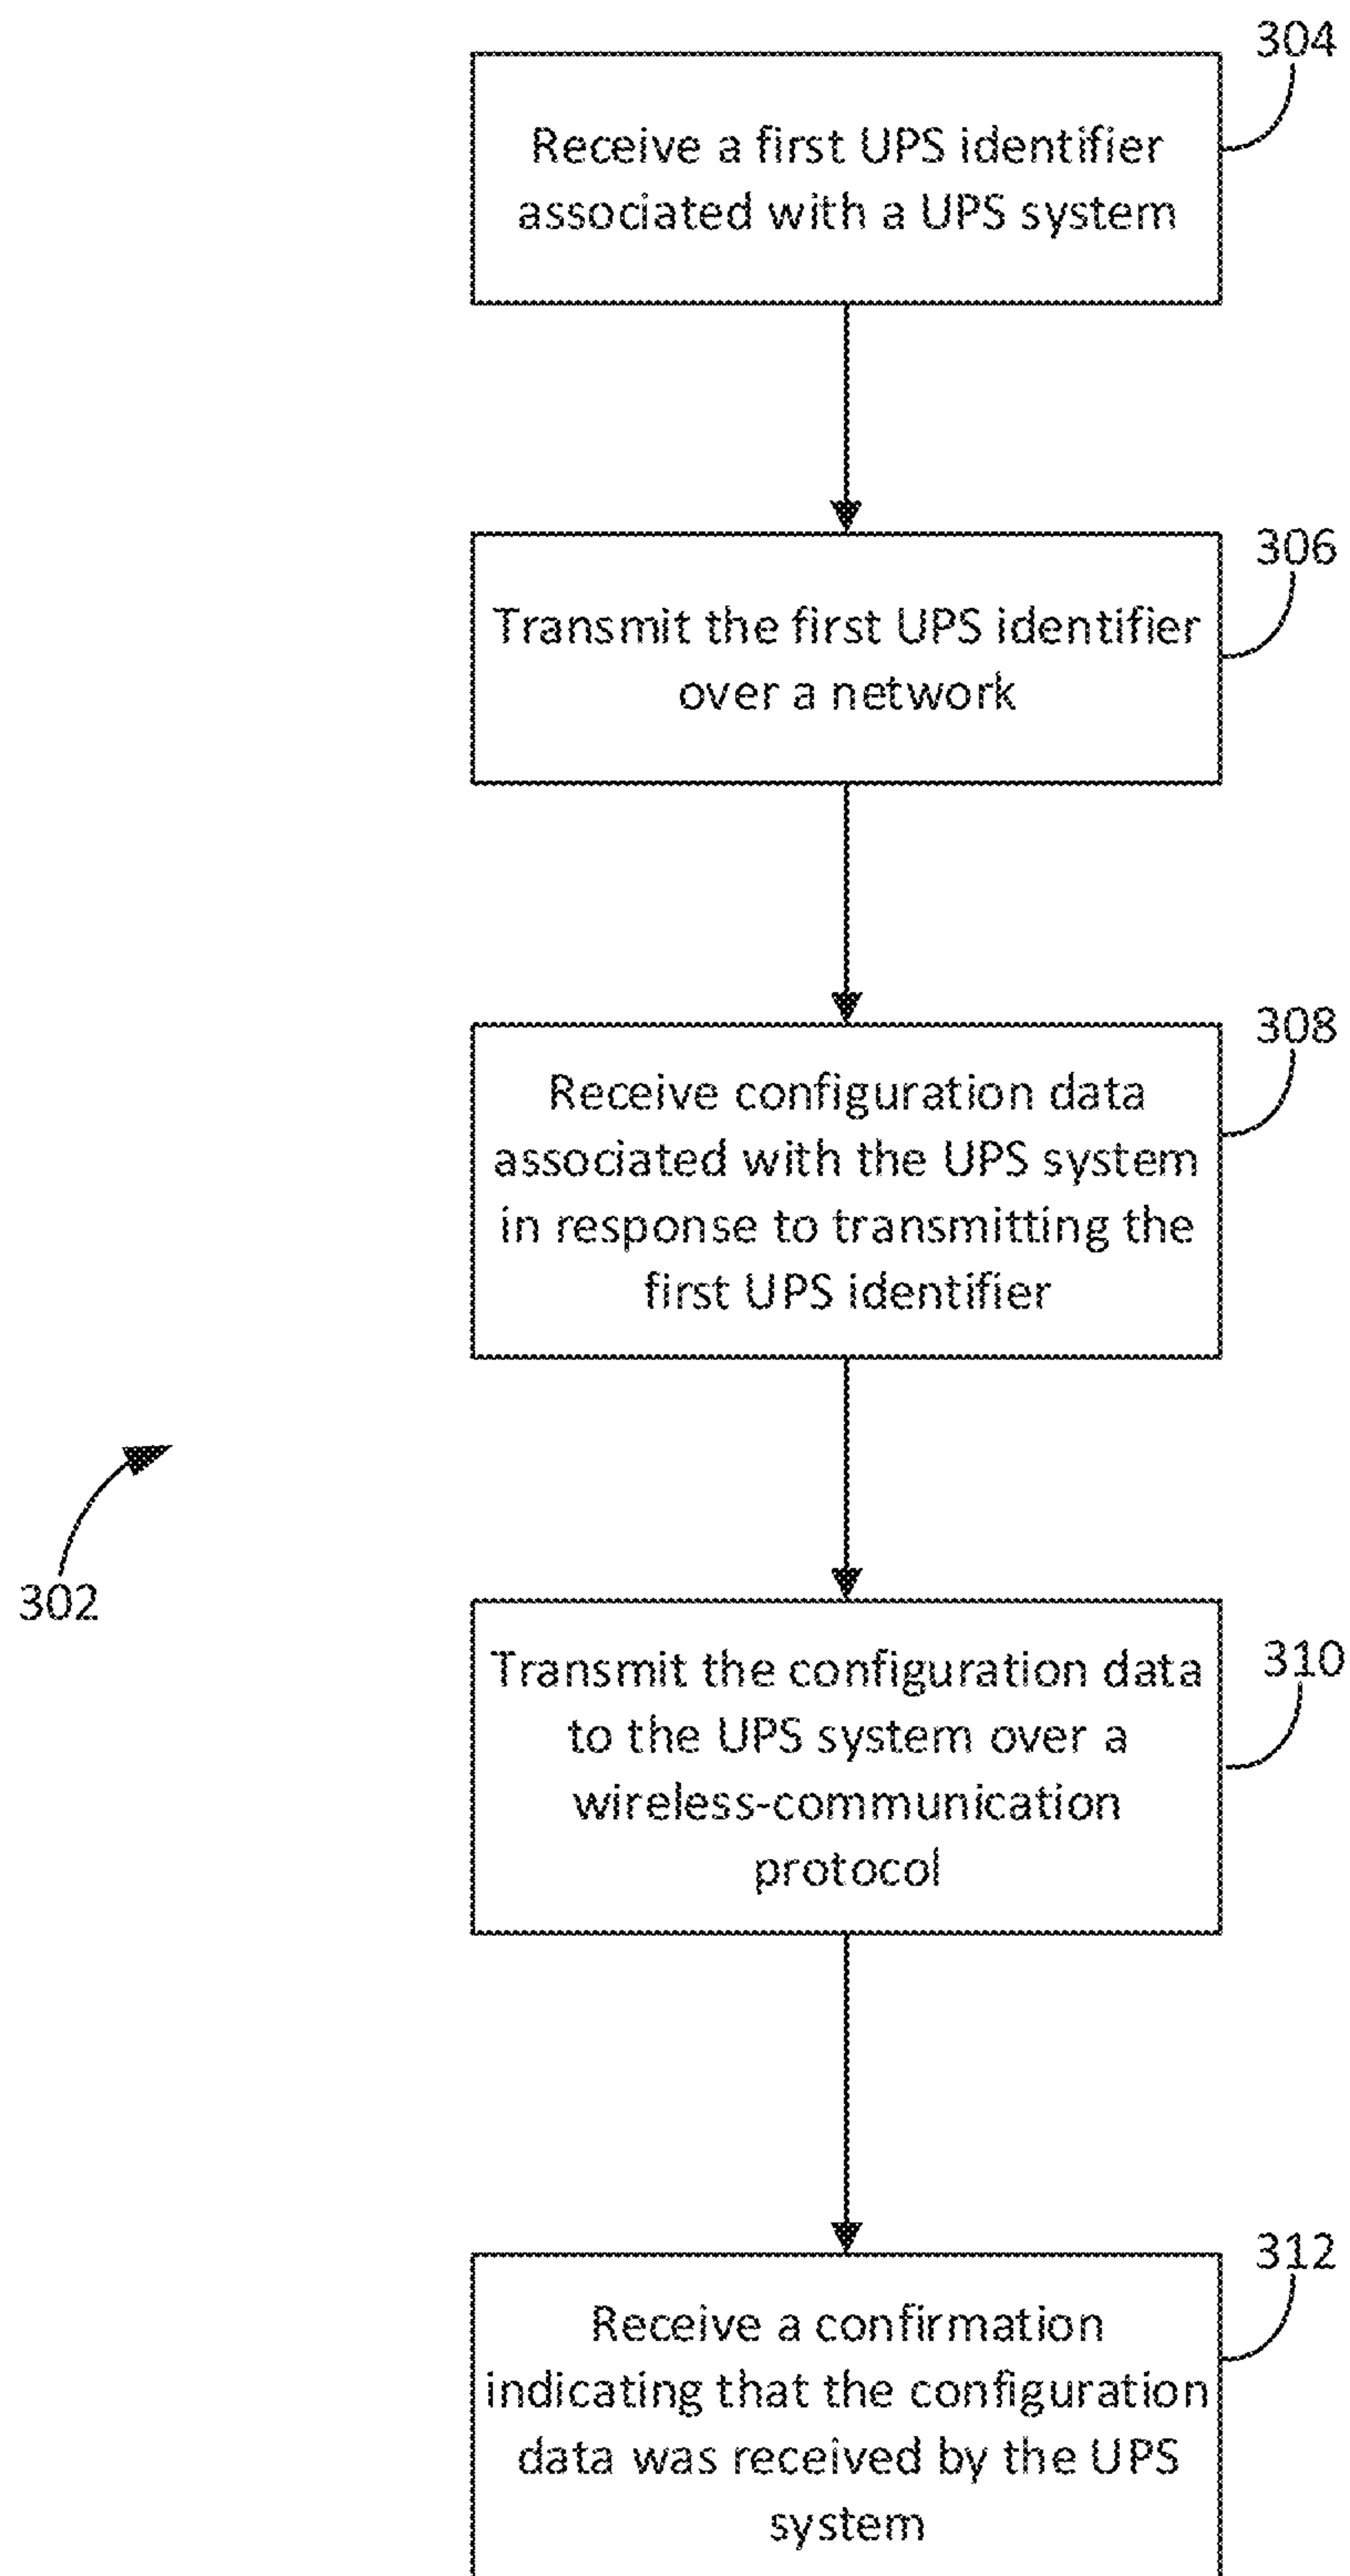 304
Receive a first UPS identifier
associated with a UPS system
306
Transmit the first UPS identifier
over a network
308
Receive configuration data
associated with the UPS system
in response to transmitting the
first UPS identifier
302
310
Transmit the configuration data
to the UPS system over a
wireless-communication
protocol
312
Receive a confirmation
indicating that the configuration
data was received by the UPS
system